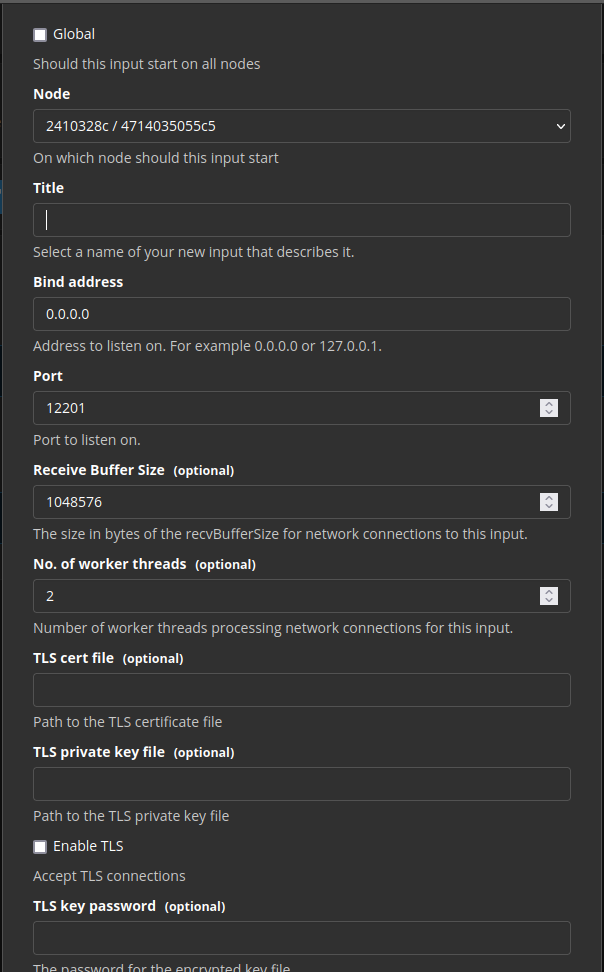 Global
Should this input start on all nodes
Node
2410328c / 4714035055c5
On which node should this input start
Title
Select a name of your new input that describes it.
Bind address
0.0.0.0
Address to listen on. For example 0.0.0.0 or 127.0.0.1.
Port
12201
Port to listen on.
Receive Buffer Size (optional)
1048576
The size in bytes of the recvBufferSize for network connections to this input.
No. of worker threads (optional)
2
Number of worker threads processing network connections for this input.
TLS cert file (optional)
Path to the TLS certificate file
TLS private key file (optional)
Path to the TLS private key file
Enable TLS
Accept TLS connections
TLS key password (optional)
The password for the encrypted key file.